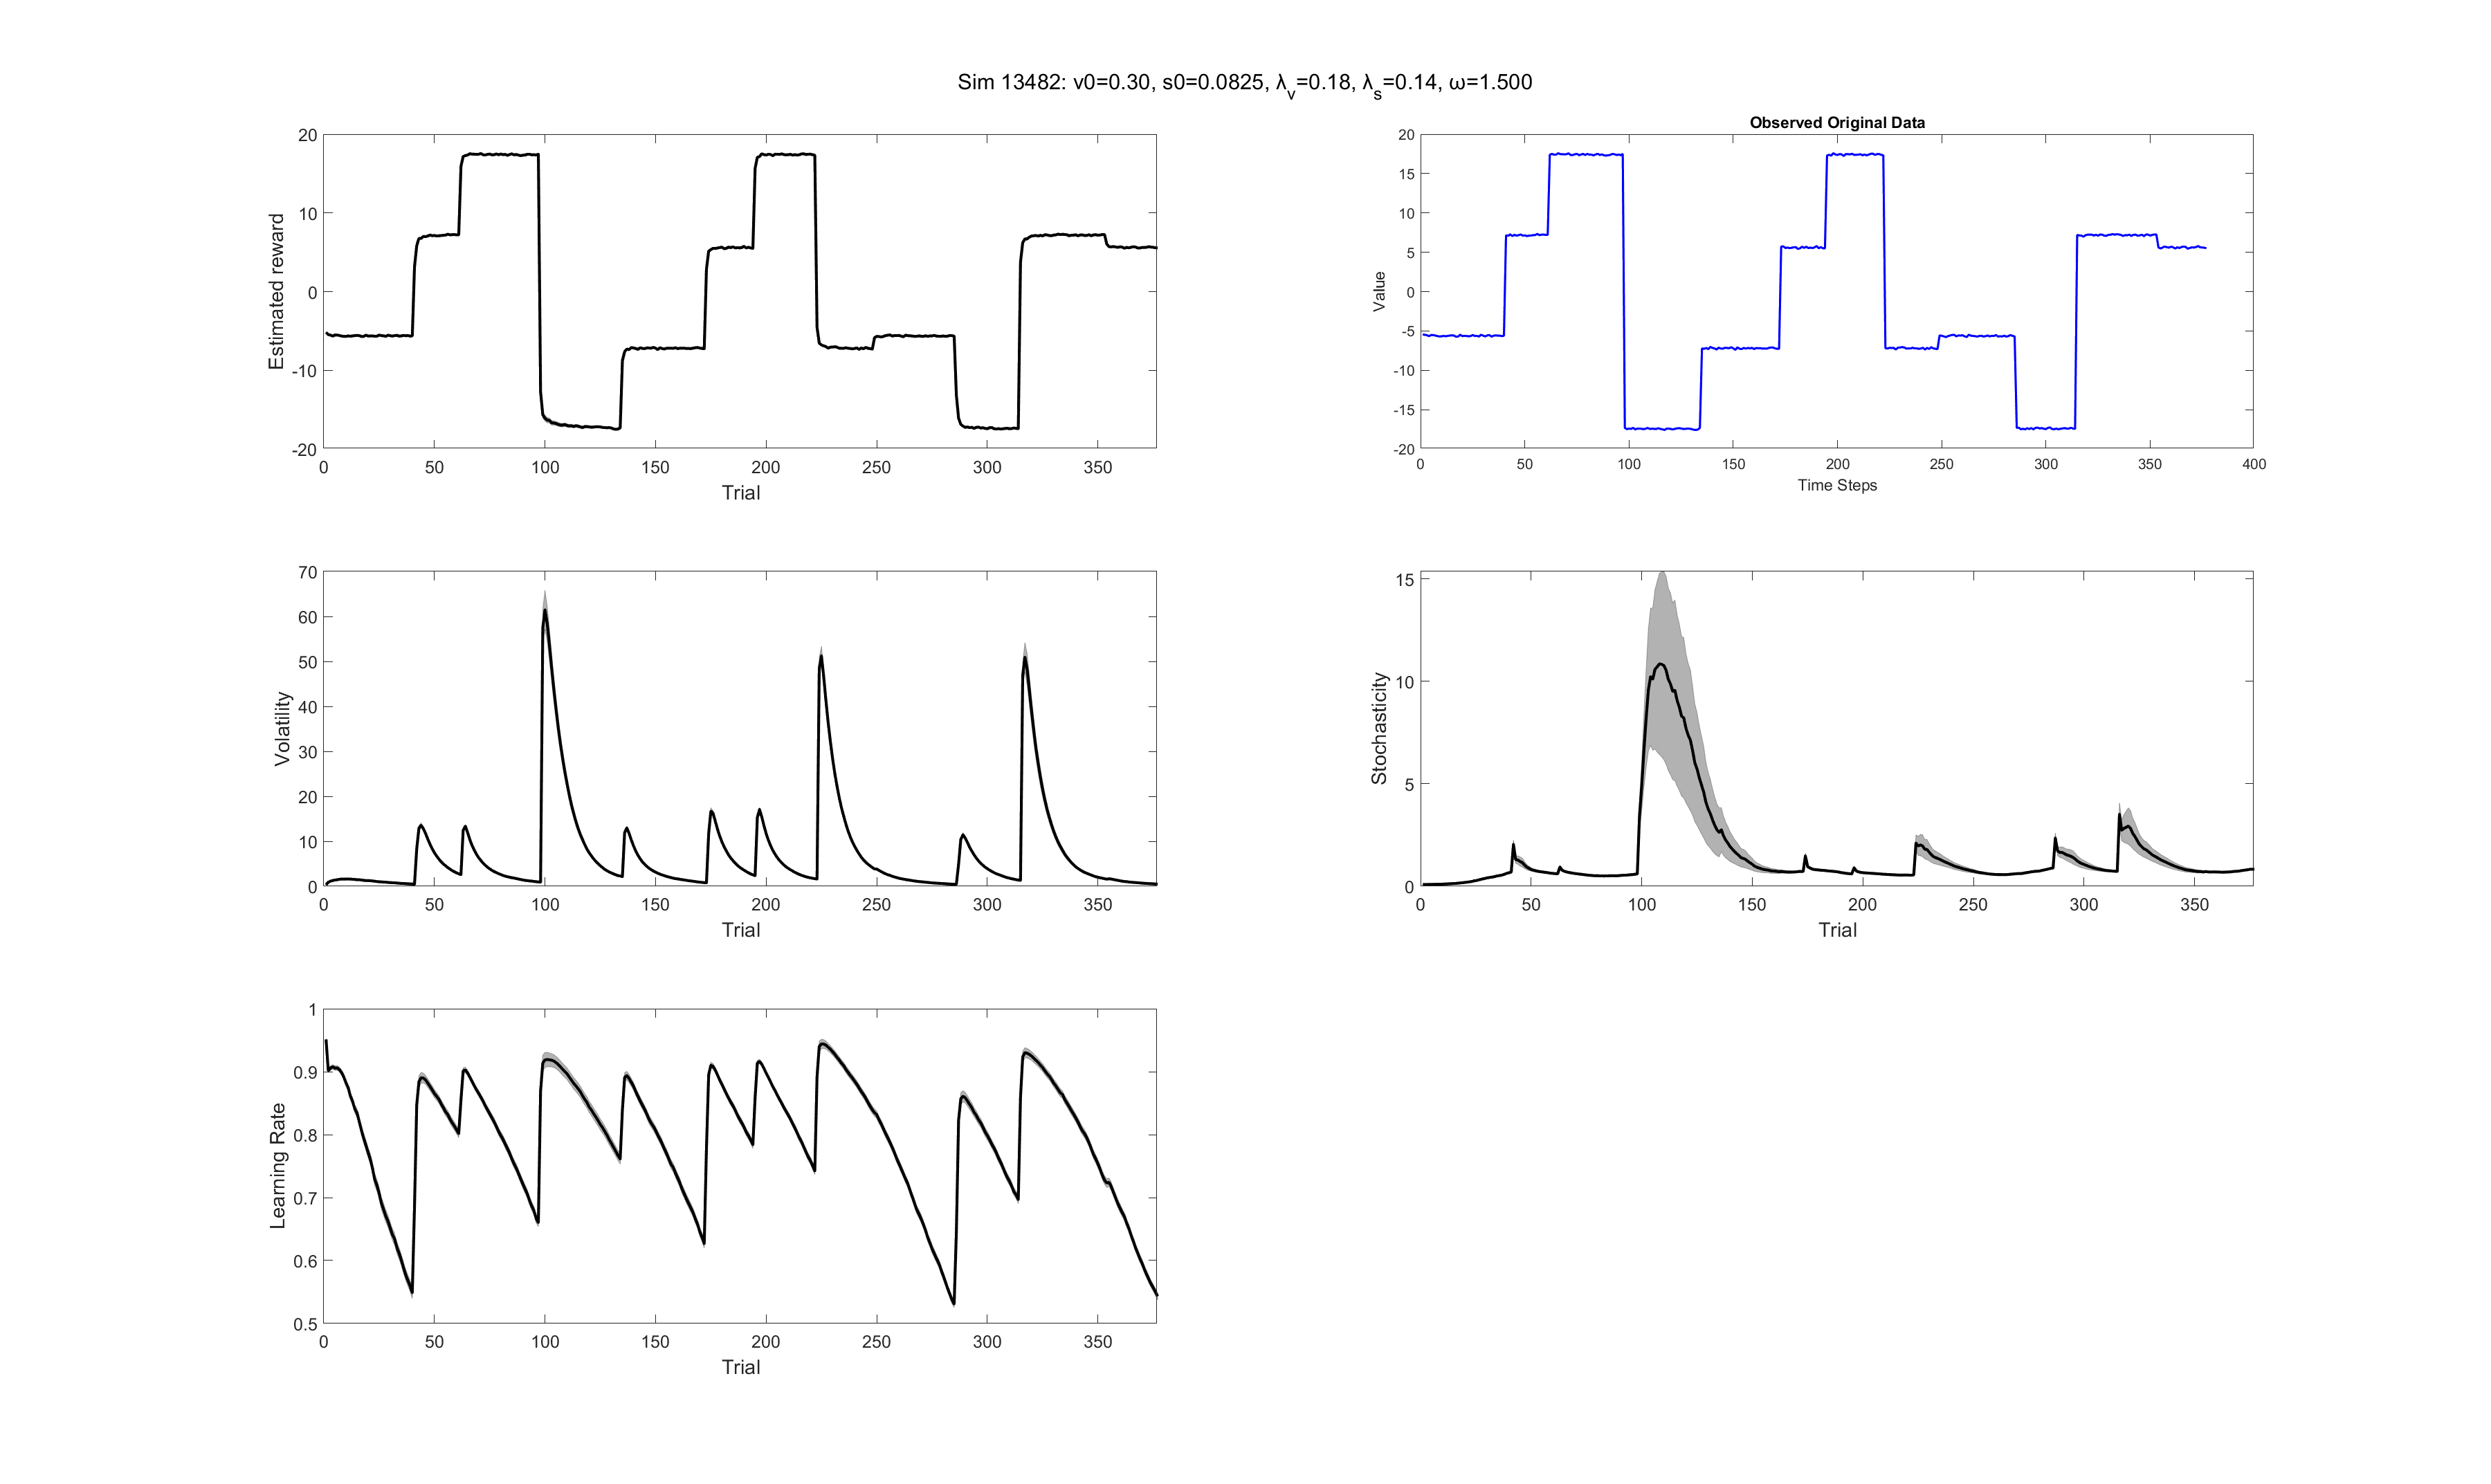 Sim 13482: v0=0.30, s0=0.0825, λv=0.18, λs=0.14, ω=1.500
20
10
0
-10
-20
Estimated reward
0 50 100 150 200 250 300 350
Trial
Observed Original Data
20
15
10
5
0
-5
-10
-15
-20
Value
0 50 100 150 200 250 300 350 400
Time Steps
70
60
50
40
30
20
10
0
Volatility
0 50 100 150 200 250 300 350
Trial
15
10
5
0
Stochasticity
0 50 100 150 200 250 300 350
Trial
1
0.9
0.8
0.7
0.6
0.5
Learning Rate
0 50 100 150 200 250 300 350
Trial